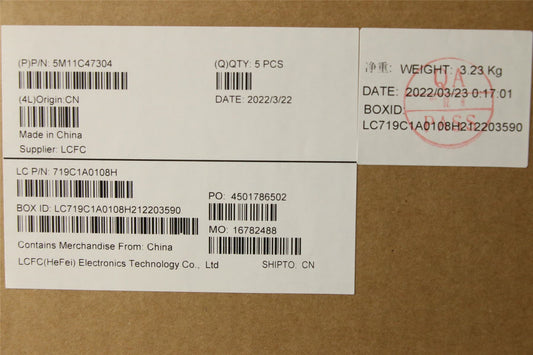 (P)P/N: 5M11C47304
(Q)QTY: 5 PCS
(4L)Origin:CN
DATE: 2022/3/22
Made in China
Supplier: LCFC
LC P/N: 719C1A0108H
PO: 4501786502
BOX ID: LC719C1A0108H212203590
MO: 16782488
Contains Merchandise From: China
LCFC(HeFei) Electronics Technology Co., Ltd
SHIPTO: CN
净重: WEIGHT: 3.23 Kg
QA
DATE: 2022/03/23 0:17:01
BOXID:
LC719C1A0108H212203590
PASS